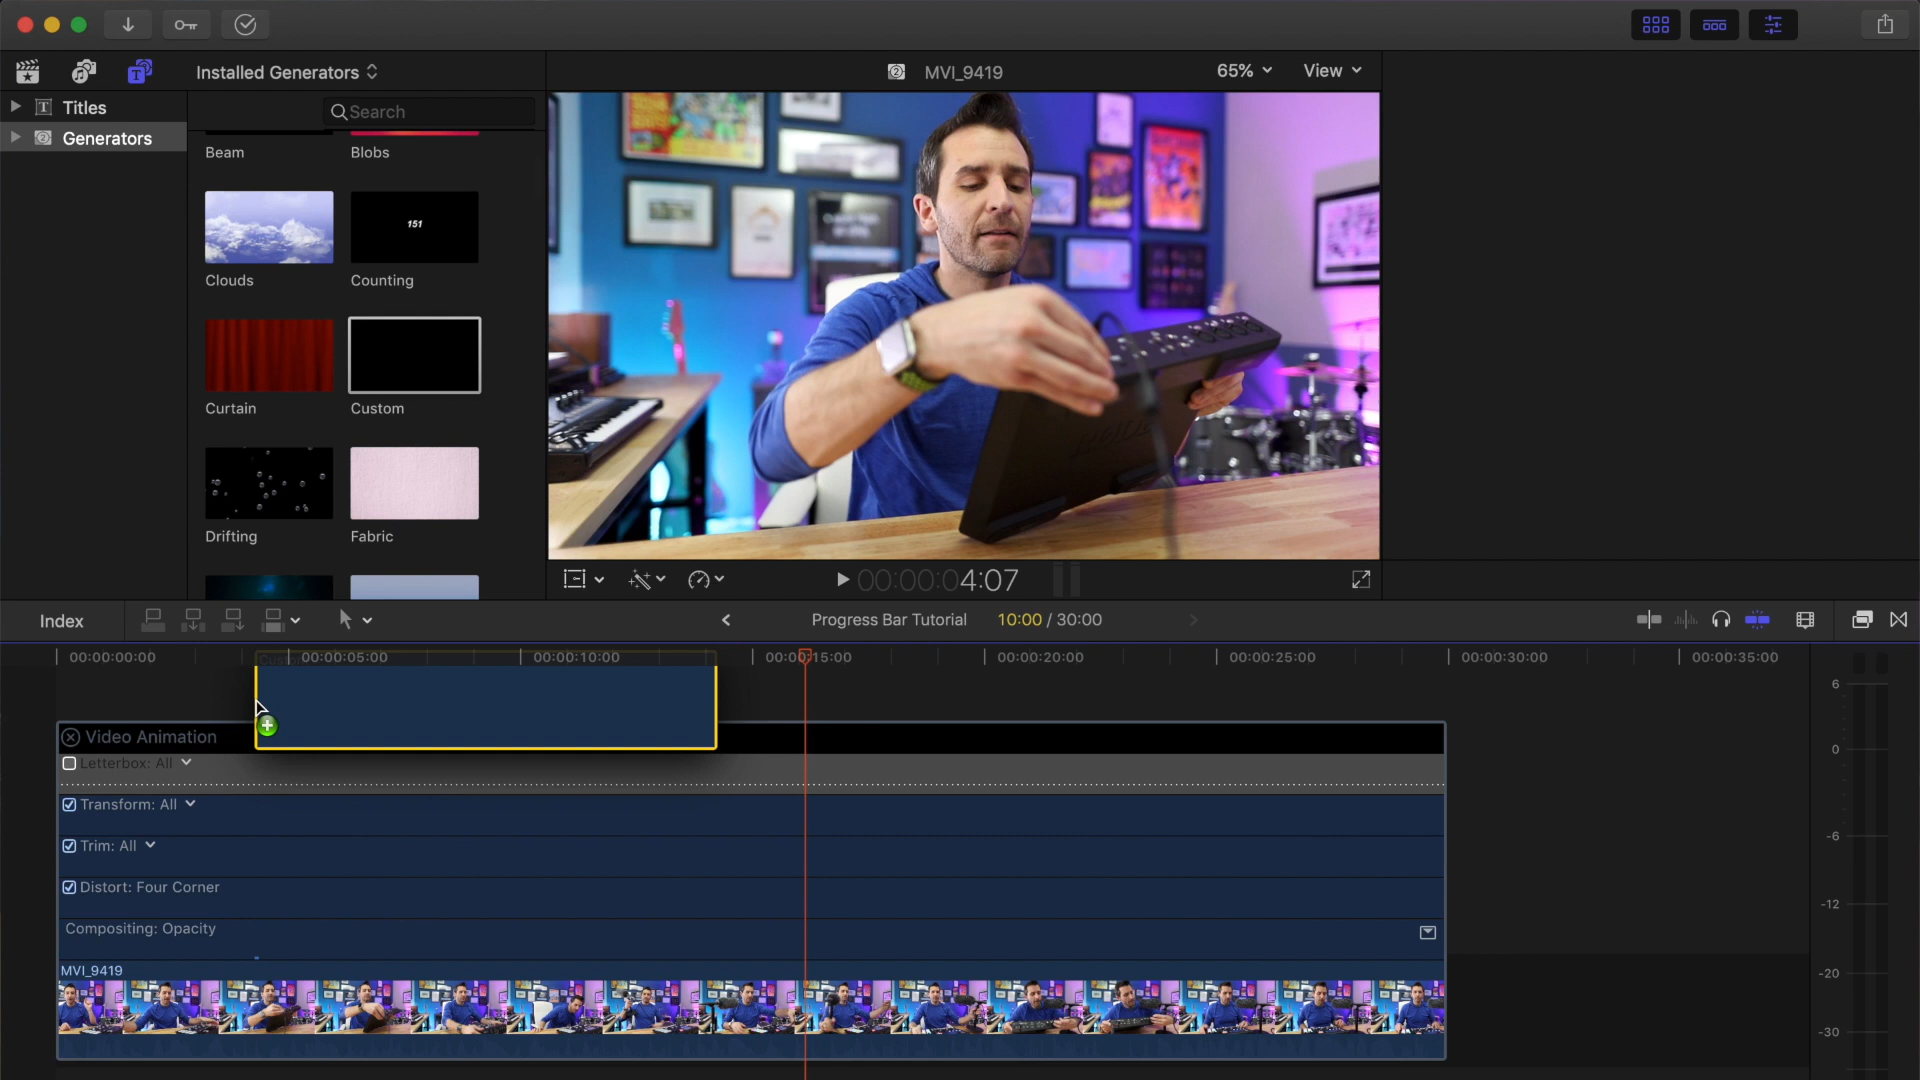 Installed Generators
MVI_9419
65%
View
Titles
Generators
Search
Beam
Blobs
151
Clouds
Counting
Curtain
Custom
Drifting
Fabric
00:00:04:07
Index
Progress Bar Tutorial
10:00 / 30:00
00:00:00:00
00:00:05:00
00:00:10:00
00:00:15:00
00:00:20:00
00:00:25:00
00:00:30:00
00:00:35:00
Video Animation
Letterbox: All
Transform: All
Trim: All
Distort: Four Corner
Compositing: Opacity
MVI_9419
6
0
-6
-12
-20
-30